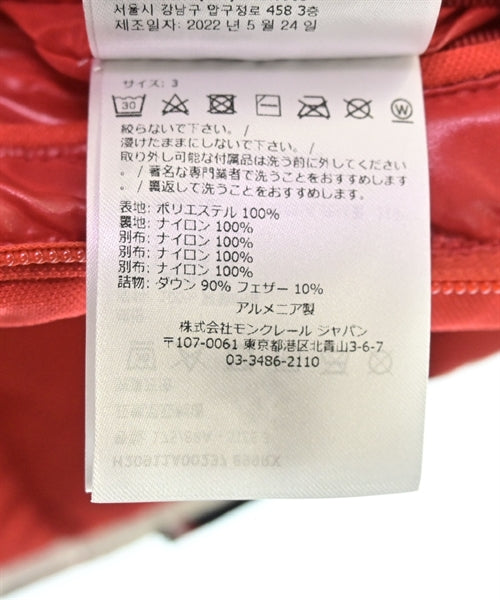 서울시 강남구 압구정로 458 3층
제조일자: 2022 년 5 월 24 일
サイズ: 3
30
W
絞らないで下さい。/
浸けたままにしないで下さい。/
取り外し可能な付属品は洗う前に外してください
。/ 著名な専門業者で洗うことをおすすめします
。/ 裏返して洗うことをおすすめします
表地: ポリエステル 100%
裏地: ナイロン 100%
別布: ナイロン 100%
別布: ナイロン 100%
別布: ナイロン 100%
詰物: ダウン 90% フェザー 10%
アルメニア製
株式会社モンクレール ジャパン
〒107-0061 東京都港区北青山3-6-7
03-3486-2110